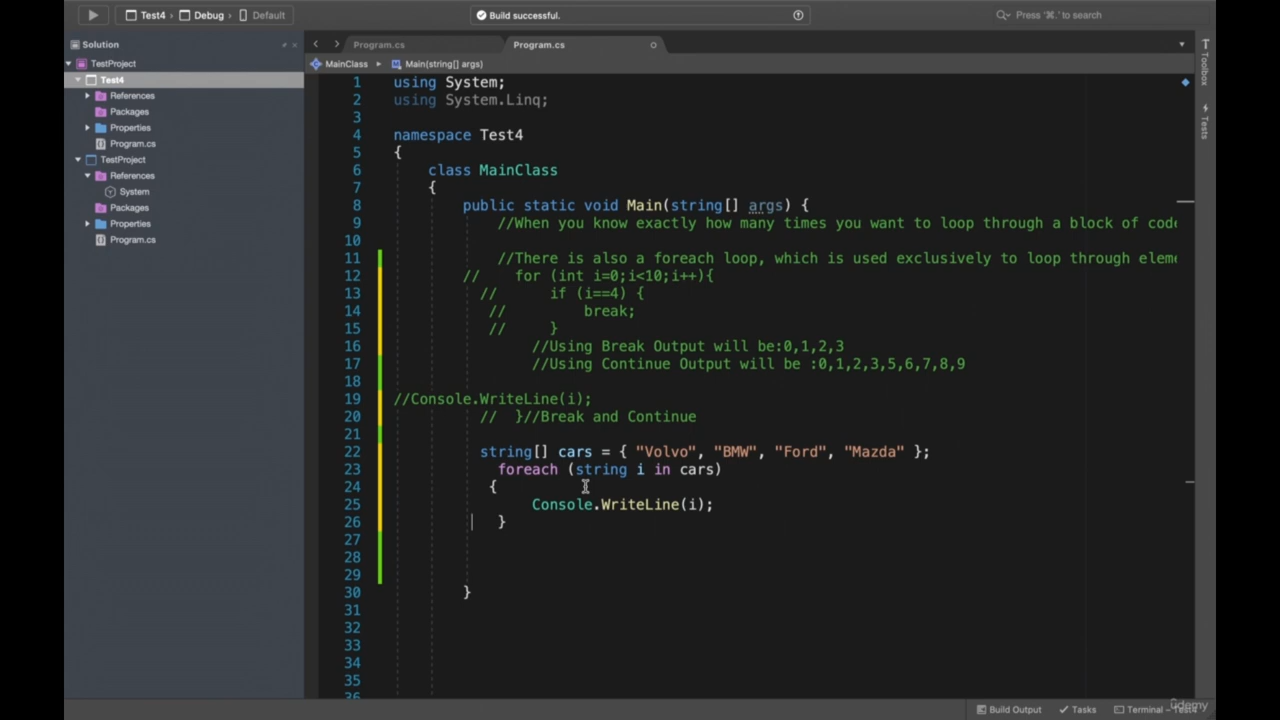 Test4 › Debug › Default
Build successful.
Press '⌘.' to search
Solution
Program.cs
Program.cs
TestProject
MainClass
Main(string[] args)
Test4
References
Packages
Properties
Program.cs
TestProject
References
System
Packages
Properties
Program.cs
Toolbox
Tests
1 using System;
2 using System.Linq;
3
4 namespace Test4
5 {
6 class MainClass
7 {
8 public static void Main(string[] args) {
9 //When you know exactly how many times you want to loop through a block of code
10
11 //There is also a foreach loop, which is used exclusively to loop through elem
12 // for (int i=0;i<10;i++){
13 // if (i==4) {
14 // break;
15 // }
16 //Using Break Output will be:0,1,2,3
17 //Using Continue Output will be :0,1,2,3,5,6,7,8,9
18
19 //Console.WriteLine(i);
20 // }//Break and Continue
21
22 string[] cars = { "Volvo", "BMW", "Ford", "Mazda" };
23 foreach (string i in cars)
24 {
25 Console.WriteLine(i);
26 }
27
28
29
30 }
31
32
33
34
35
36
Build Output
Tasks
Terminal – Test4
udemy